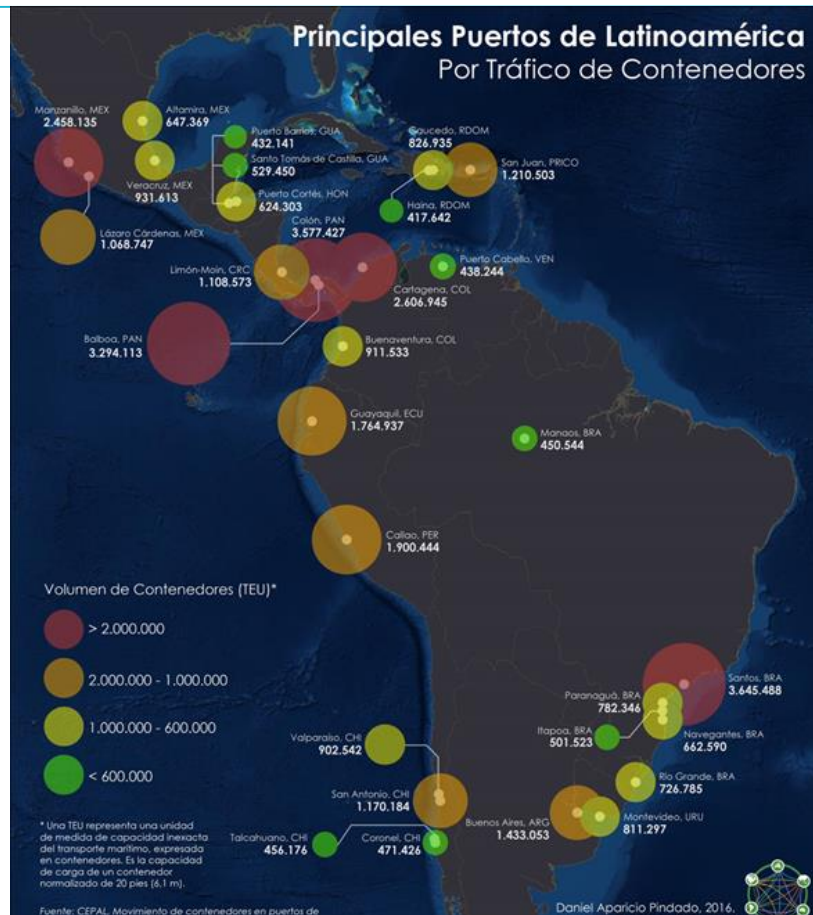 Principales Puertos de Latinoamérica
Por Tráfico de Contenedores
Manzanillo, MEX
2.458.135
Altamira, MEX
647.369
Veracruz, MEX
931.613
Lázaro Cárdenas, MEX
1.068.747
Puerto Barrios, GUA
432.141
Santo Tomás de Castilla, GUA
529.450
Puerto Cortés, HON
624.303
Caucedo, RDOM
826.935
San Juan, PRICO
1.210.503
Haina, RDOM
417.642
Colón, PAN
3.577.427
Limón-Moin, CRC
1.108.573
Puerto Cabello, VEN
438.244
Cartagena, COL
2.606.945
Balboa, PAN
3.294.113
Buenaventura, COL
911.533
Guayaquil, ECU
1.764.937
Manaos, BRA
450.544
Callao, PER
1.900.444
Volumen de Contenedores (TEU)*
> 2.000.000
2.000.000 - 1.000.000
1.000.000 - 600.000
< 600.000
Santos, BRA
3.645.488
Paranaguá, BRA
782.346
Itapoa, BRA
501.523
Navegantes, BRA
662.590
Río Grande, BRA
726.785
Valparaíso, CHI
902.542
San Antonio, CHI
1.170.184
Buenos Aires, ARG
1.433.053
Montevideo, URU
811.297
Talcahuano, CHI
456.176
Coronel, CHI
471.426
* Una TEU representa una unidad
de medida de capacidad inexacta
del transporte marítimo, expresada
en contenedores. Es la capacidad
de carga de un contenedor
normalizado de 20 pies (6,1 m).
Fuente: CEPAL. Movimiento de contenedores en puertos de
Daniel Aparicio Pindado, 2016.